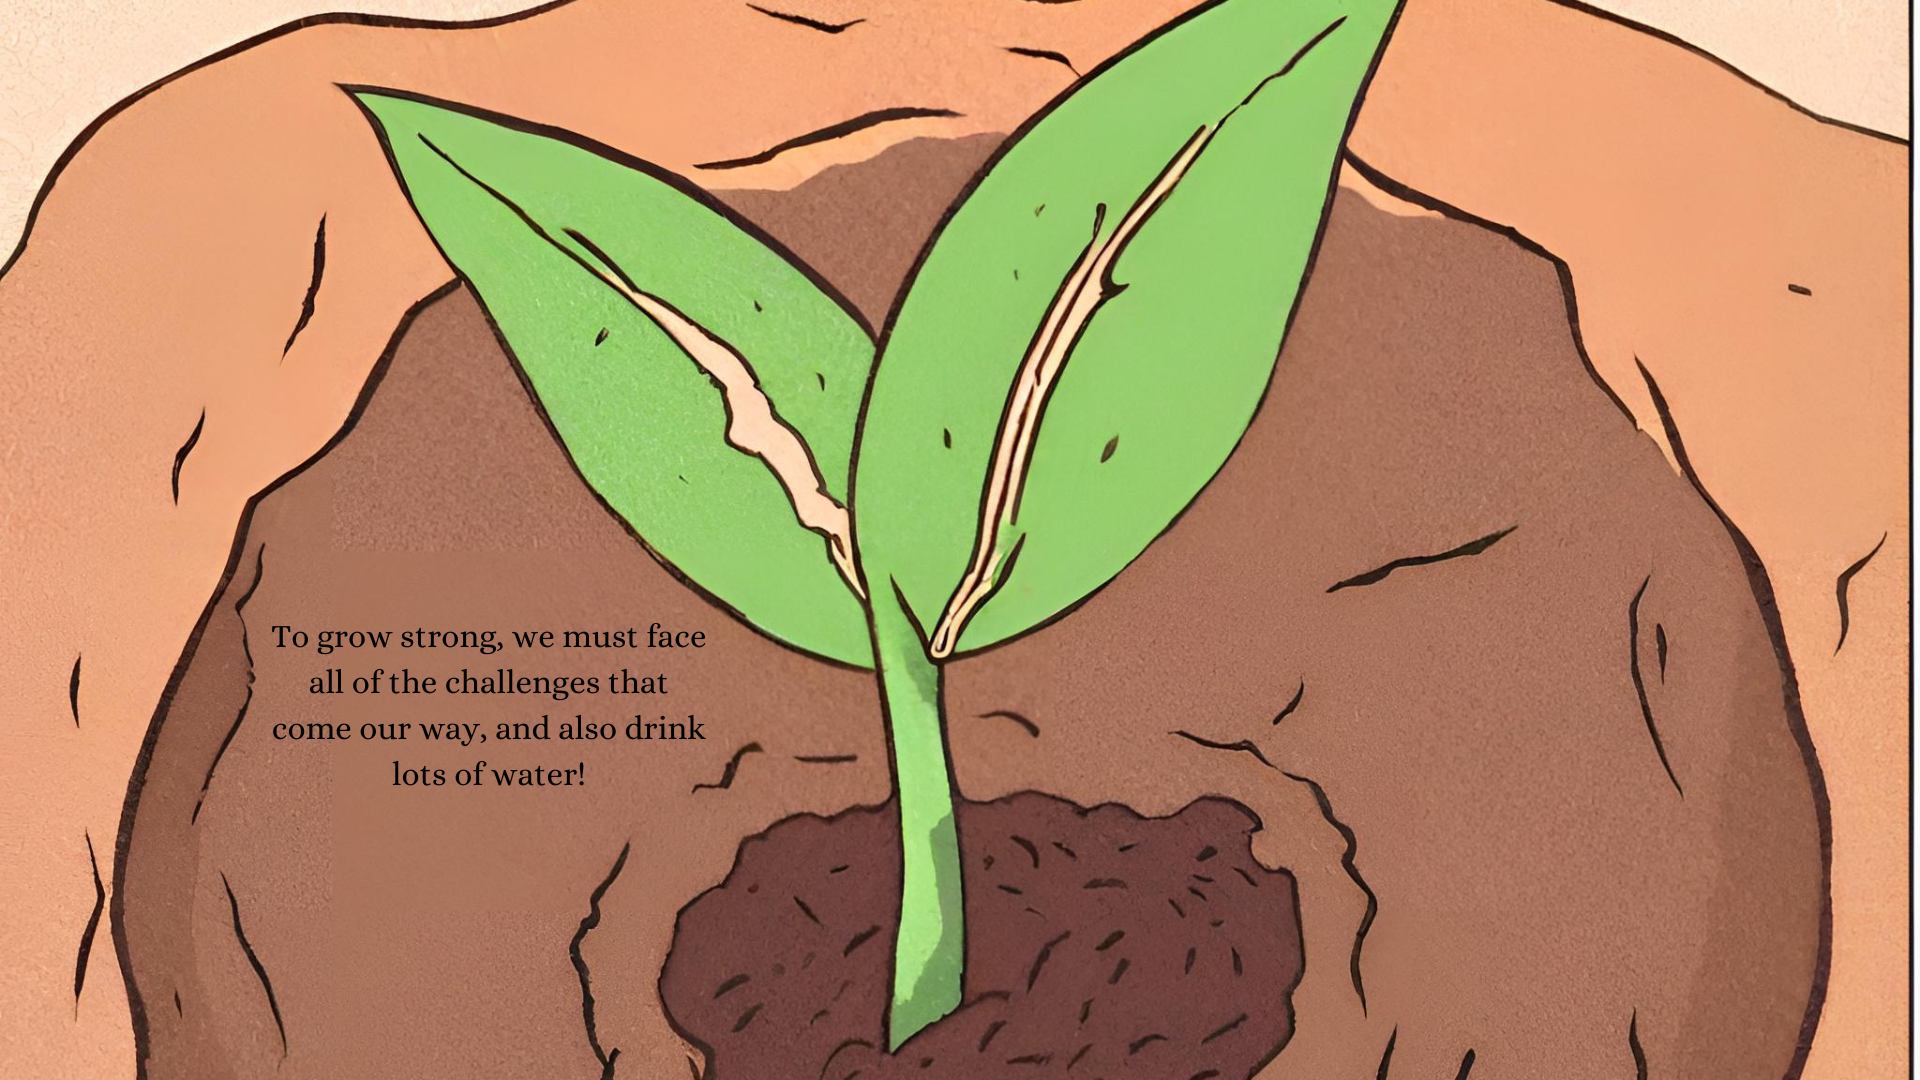 To grow strong, we must face
all of the challenges that
come our way, and also drink
lots of water!